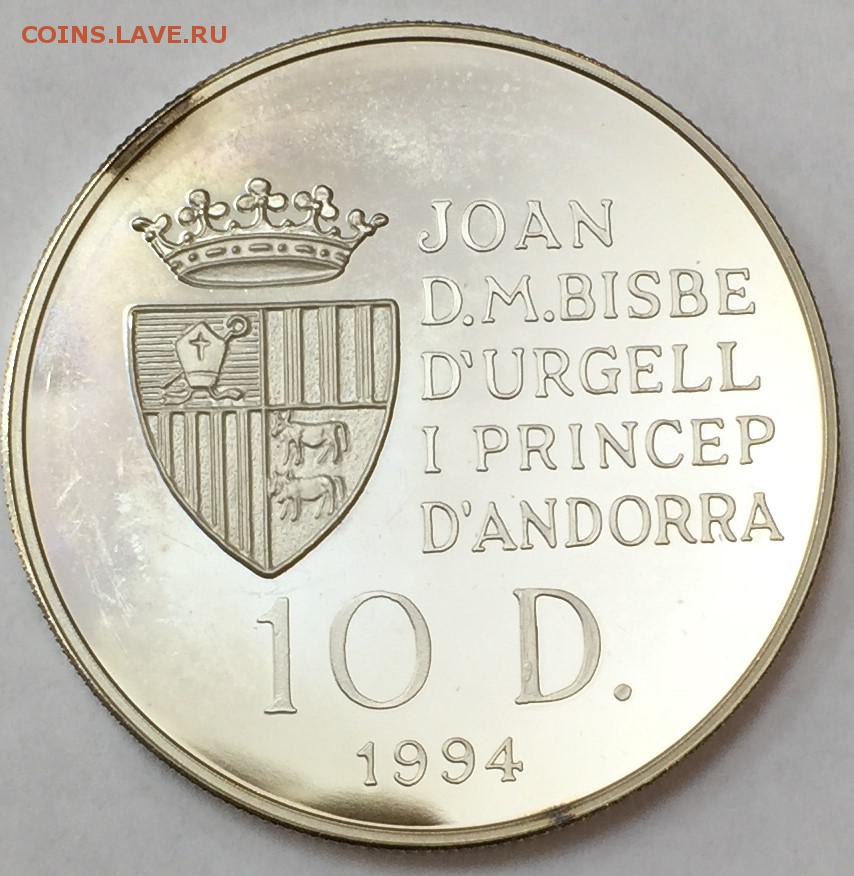 COINS.LAVE.RU
JOAN
D.M.BISBE
D'URGELL
I PRINCEP
D'ANDORRA
10 D.
1994